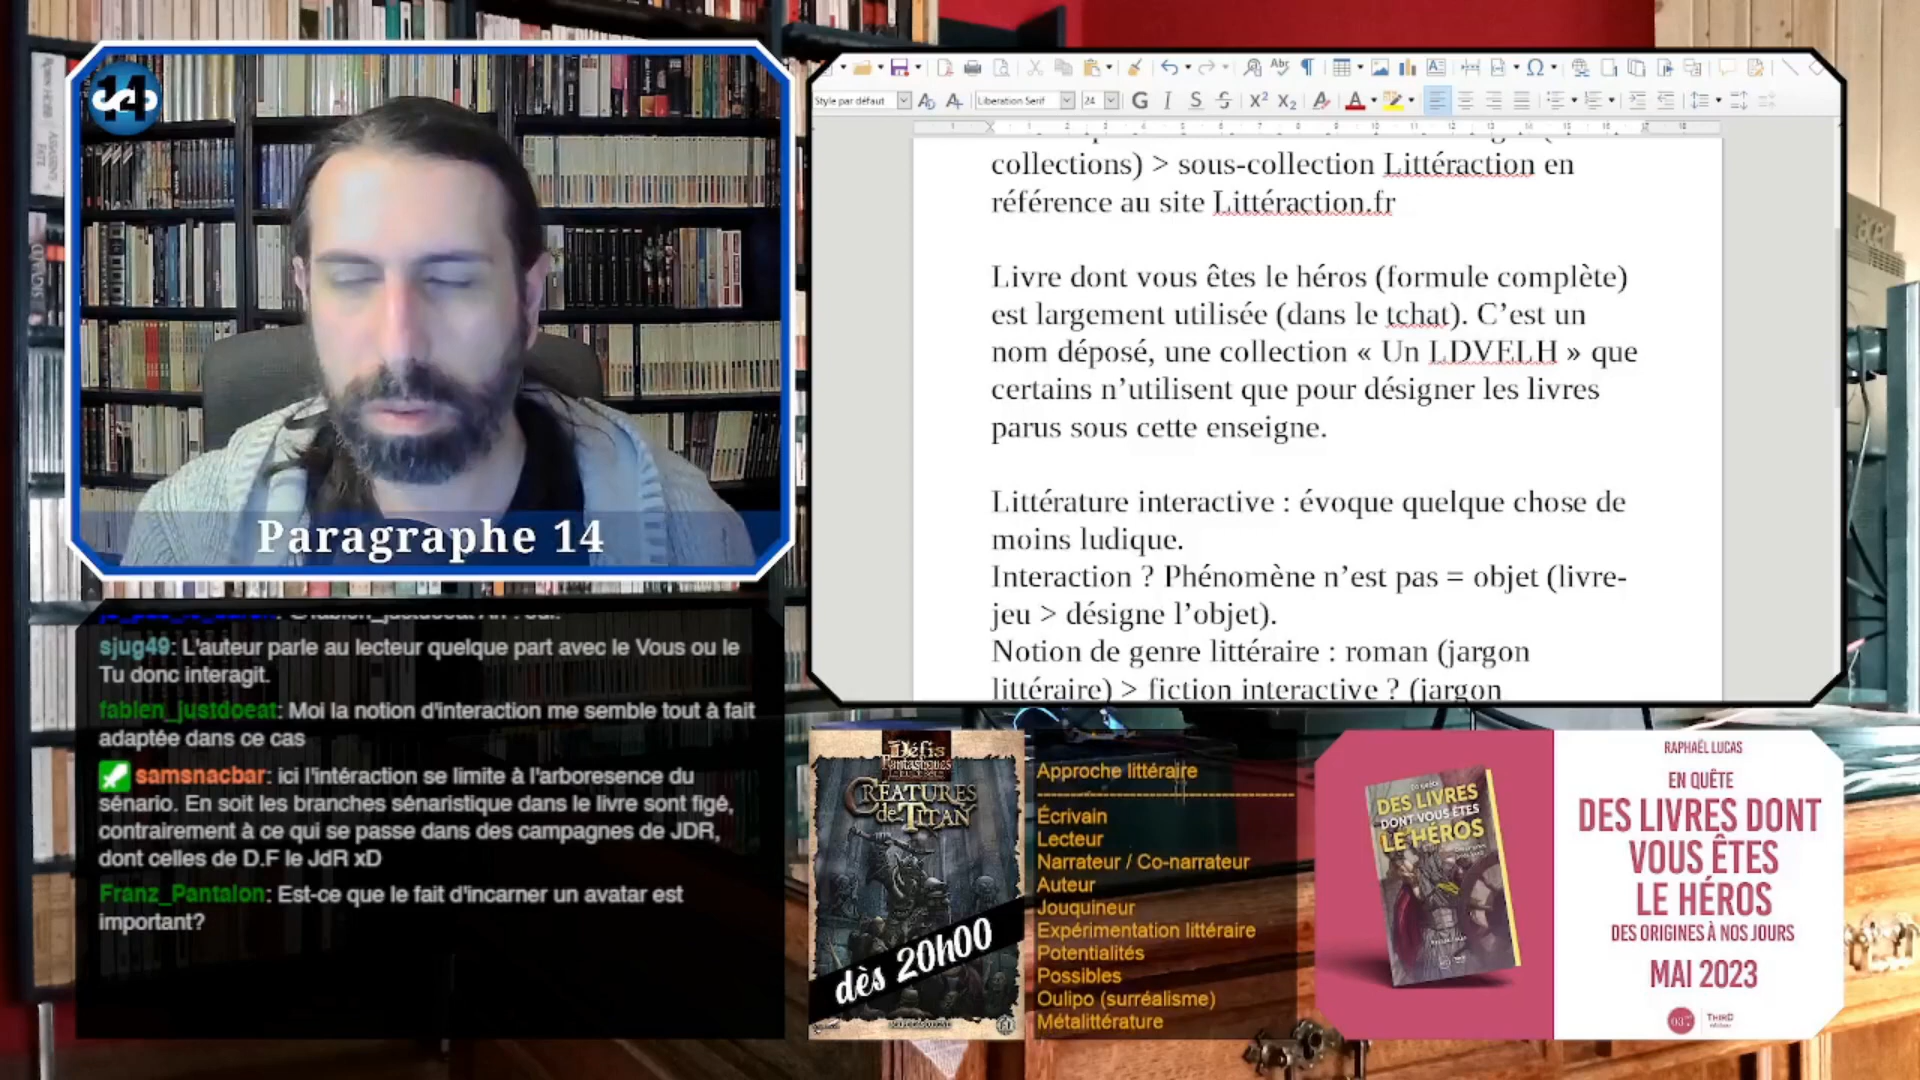 14
Paragraphe 14
Style par défaut
Liberation Serif
24
collections) > sous-collection Littéraction en
référence au site Littéraction.fr
Livre dont vous êtes le héros (formule complète)
est largement utilisée (dans le tchat). C’est un
nom déposé, une collection « Un LDVELH » que
certains n’utilisent que pour désigner les livres
parus sous cette enseigne.
Littérature interactive : évoque quelque chose de
moins ludique.
Interaction ? Phénomène n’est pas = objet (livre-
jeu > désigne l’objet).
Notion de genre littéraire : roman (jargon
littéraire) > fiction interactive ? (jargon
sjug49: L'auteur parle au lecteur quelque part avec le Vous ou le
Tu donc interagit.
fabien_justdoeat: Moi la notion d'interaction me semble tout à fait
adaptée dans ce cas
samsnacbar: ici l'intéraction se limite à l'arboresence du
sénario. En soit les branches sénaristique dans le livre sont figé,
contrairement à ce qui se passe dans des campagnes de JDR,
dont celles de D.F le JdR xD
Franz_Pantalon: Est-ce que le fait d'incarner un avatar est
important?
Défis
Fantastiques
CRÉATURES
de TITAN
dès 20h00
Approche littéraire
Écrivain
Lecteur
Narrateur / Co-narrateur
Auteur
Jouquineur
Expérimentation littéraire
Potentialités
Possibles
Oulipo (surréalisme)
Métalittérature
DES LIVRES
DONT VOUS ÊTES
LE HÉROS
RAPHAËL LUCAS
EN QUÊTE
DES LIVRES DONT
VOUS ÊTES
LE HÉROS
DES ORIGINES À NOS JOURS
MAI 2023
THIRD
acer